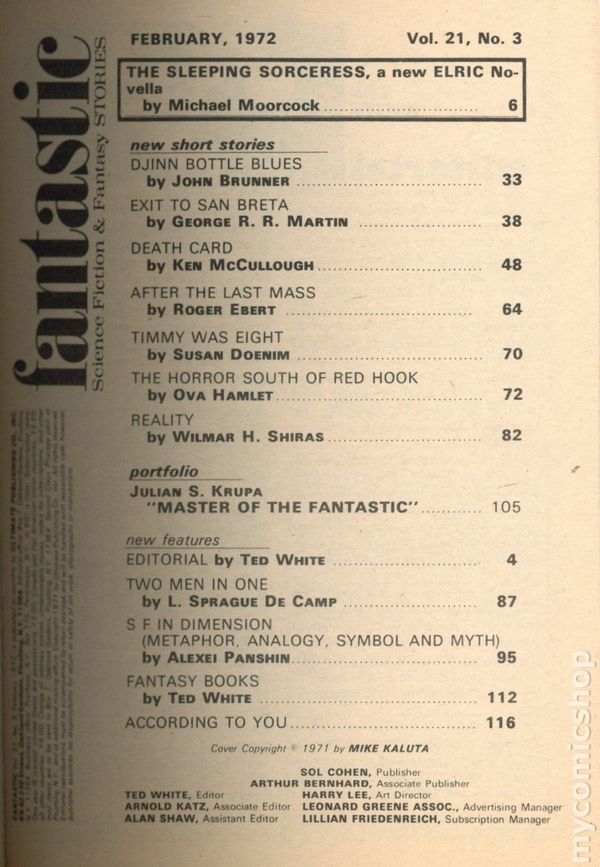 fantastic
Science Fiction & Fantasy STORIES
FEBRUARY, 1972 Vol. 21, No. 3
THE SLEEPING SORCERESS, a new ELRIC No-
vella
by Michael Moorcock 6
new short stories
DJINN BOTTLE BLUES
by JOHN BRUNNER 33
EXIT TO SAN BRETA
by GEORGE R. R. MARTIN 38
DEATH CARD
by KEN MCCULLOUGH 48
AFTER THE LAST MASS
by ROGER EBERT 64
TIMMY WAS EIGHT
by SUSAN DOENIM 70
THE HORROR SOUTH OF RED HOOK
by OVA HAMLET 72
REALITY
by WILMAR H. SHIRAS 82
portfolio
JULIAN S. KRUPA
"MASTER OF THE FANTASTIC" 105
new features
EDITORIAL by TED WHITE 4
TWO MEN IN ONE
by L. SPRAGUE DE CAMP 87
S F IN DIMENSION
(METAPHOR, ANALOGY, SYMBOL AND MYTH)
by ALEXEI PANSHIN 95
FANTASY BOOKS
by TED WHITE 112
ACCORDING TO YOU 116
Cover Copyright © 1971 by MIKE KALUTA
SOL COHEN, Publisher
ARTHUR BERNHARD, Associate Publisher
TED WHITE, Editor HARRY LEE, Art Director
ARNOLD KATZ, Associate Editor LEONARD GREENE ASSOC., Advertising Manager
ALAN SHAW, Assistant Editor LILLIAN FRIEDENREICH, Subscription Manager
mycomicshop